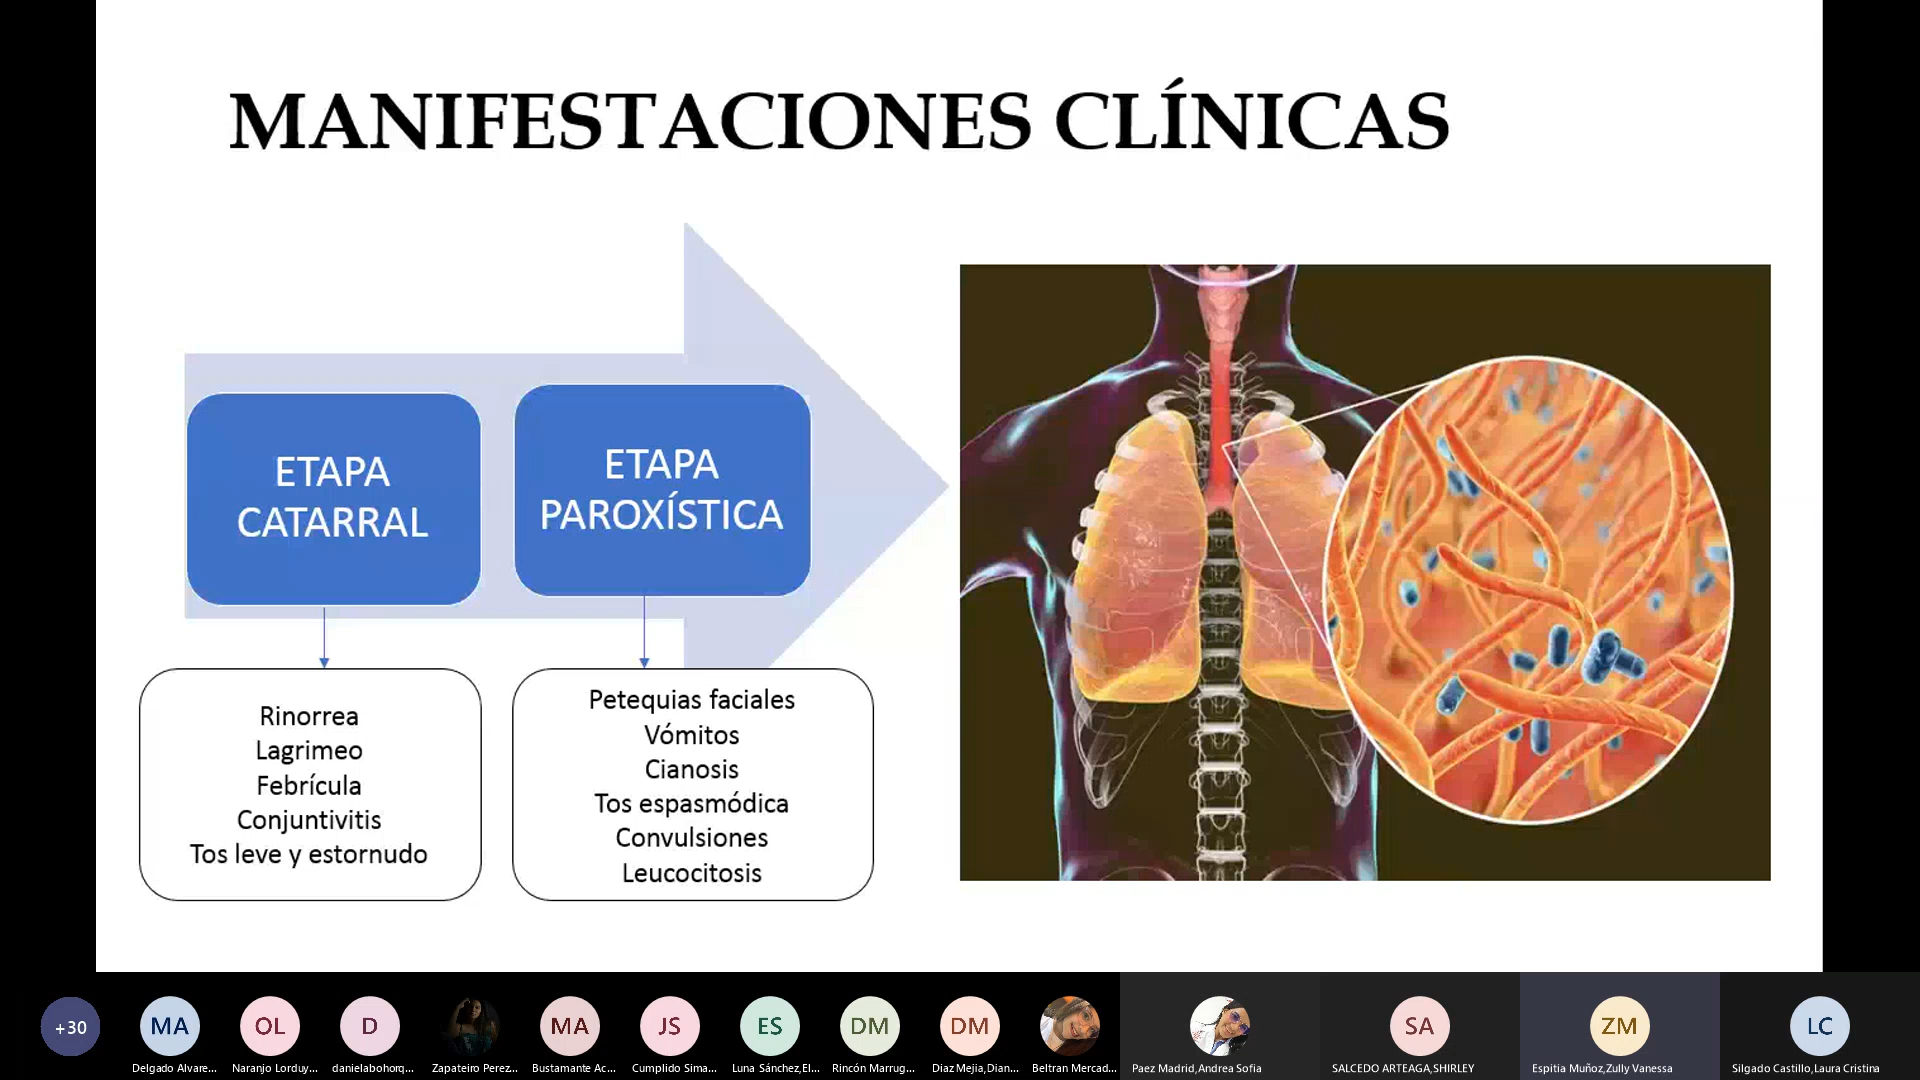 MANIFESTACIONES CLÍNICAS
ETAPA
CATARRAL
ETAPA
PAROXÍSTICA
Rinorrea
Lagrimeo
Febrícula
Conjuntivitis
Tos leve y estornudo
Petequias faciales
Vómitos
Cianosis
Tos espasmódica
Convulsiones
Leucocitosis
+30
MA
OL
D
MA
JS
ES
DM
DM
SA
ZM
LC
Delgado Alvare...
Naranjo Lorduy...
danielabohorq...
Zapateiro Perez...
Bustamante Ac...
Cumplido Sima...
Luna Sánchez,El...
Rincón Marrug...
Diaz Mejia,Dian...
Beltran Mercad...
Paez Madrid,Andrea Sofia
SALCEDO ARTEAGA,SHIRLEY
Espitia Muñoz,Zully Vanessa
Silgado Castillo,Laura Cristina